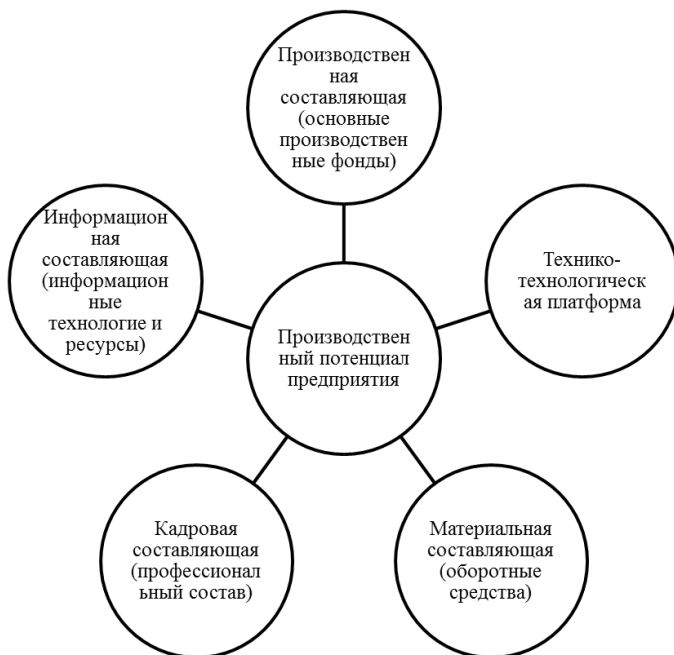 Производствен
ная
составляющая
(основные
производствен
ные фонды)
Информацион
ная
составляющая
(информацион
ные
технологие и
ресурсы)
Технико-
технологическ
ая платформа
Производствен
ный потенциал
предприятия
Кадровая
составляющая
(профессионал
ьный состав)
Материальная
составляющая
(оборотные
средства)